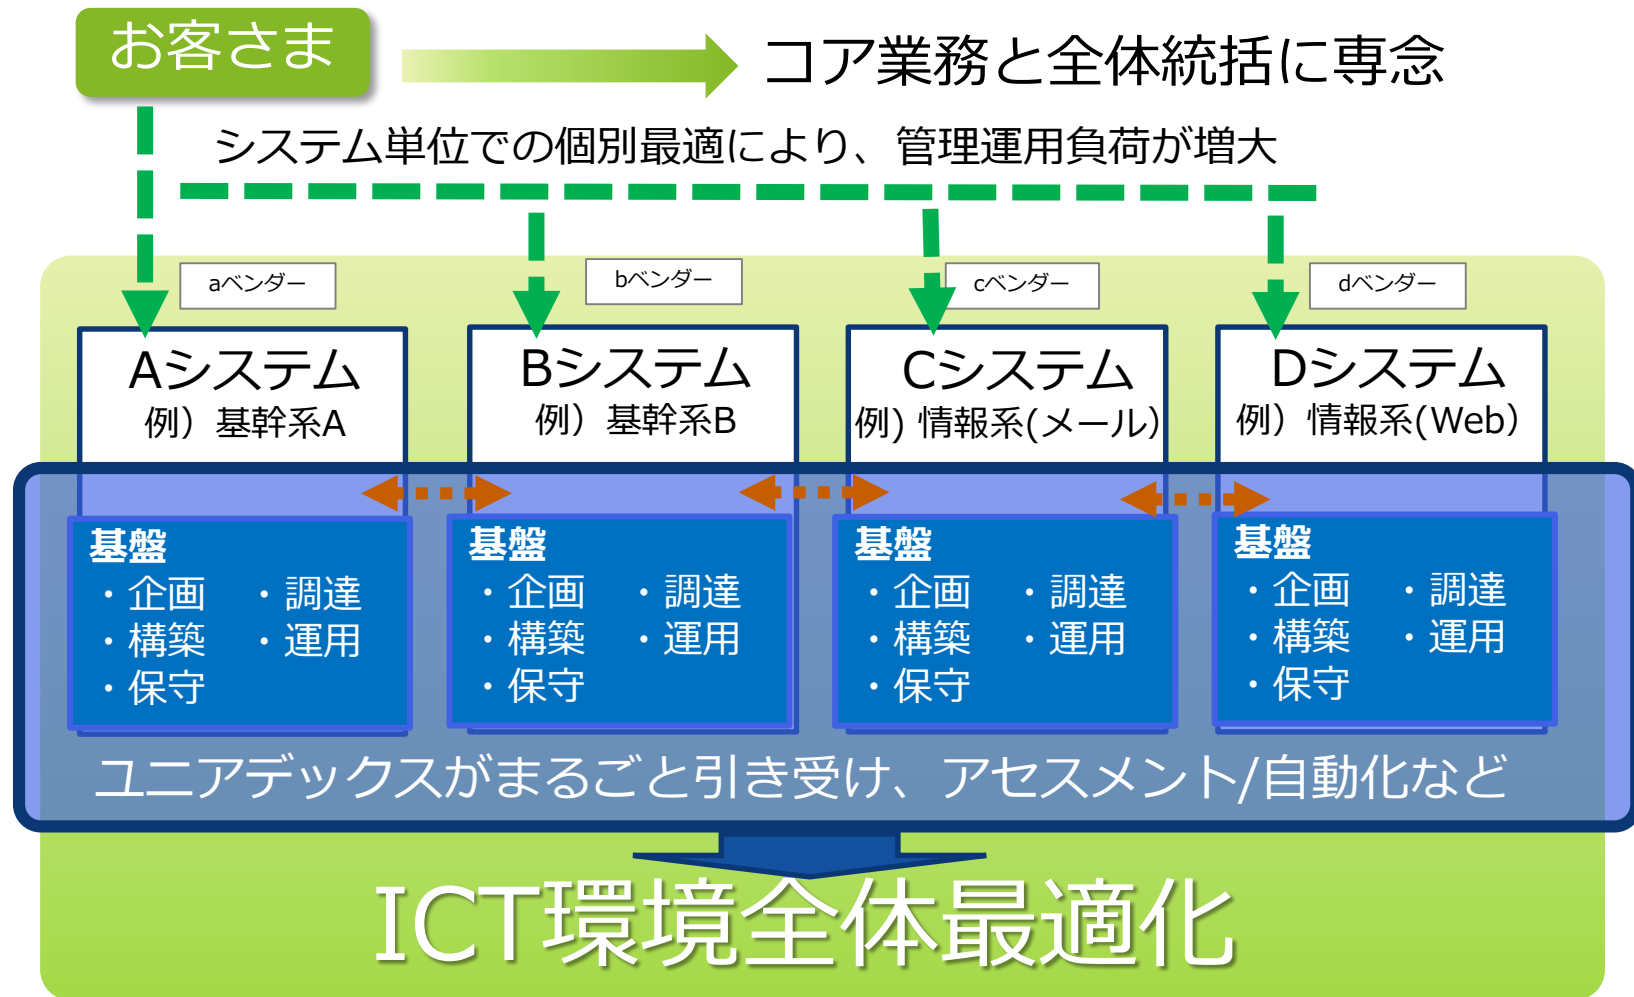 お客さま
コア業務と全体統括に専念
システム単位での個別最適により、管理運用負荷が増大
aベンダー
bベンダー
cベンダー
dベンダー
Aシステム
例）基幹系A
Bシステム
例）基幹系B
Cシステム
例) 情報系(メール）
Dシステム
例）情報系(Web）
基盤
・企画 ・調達
・構築 ・運用
・保守
基盤
・企画 ・調達
・構築 ・運用
・保守
基盤
・企画 ・調達
・構築 ・運用
・保守
基盤
・企画 ・調達
・構築 ・運用
・保守
ユニアデックスがまるごと引き受け、アセスメント/自動化など
ICT環境全体最適化